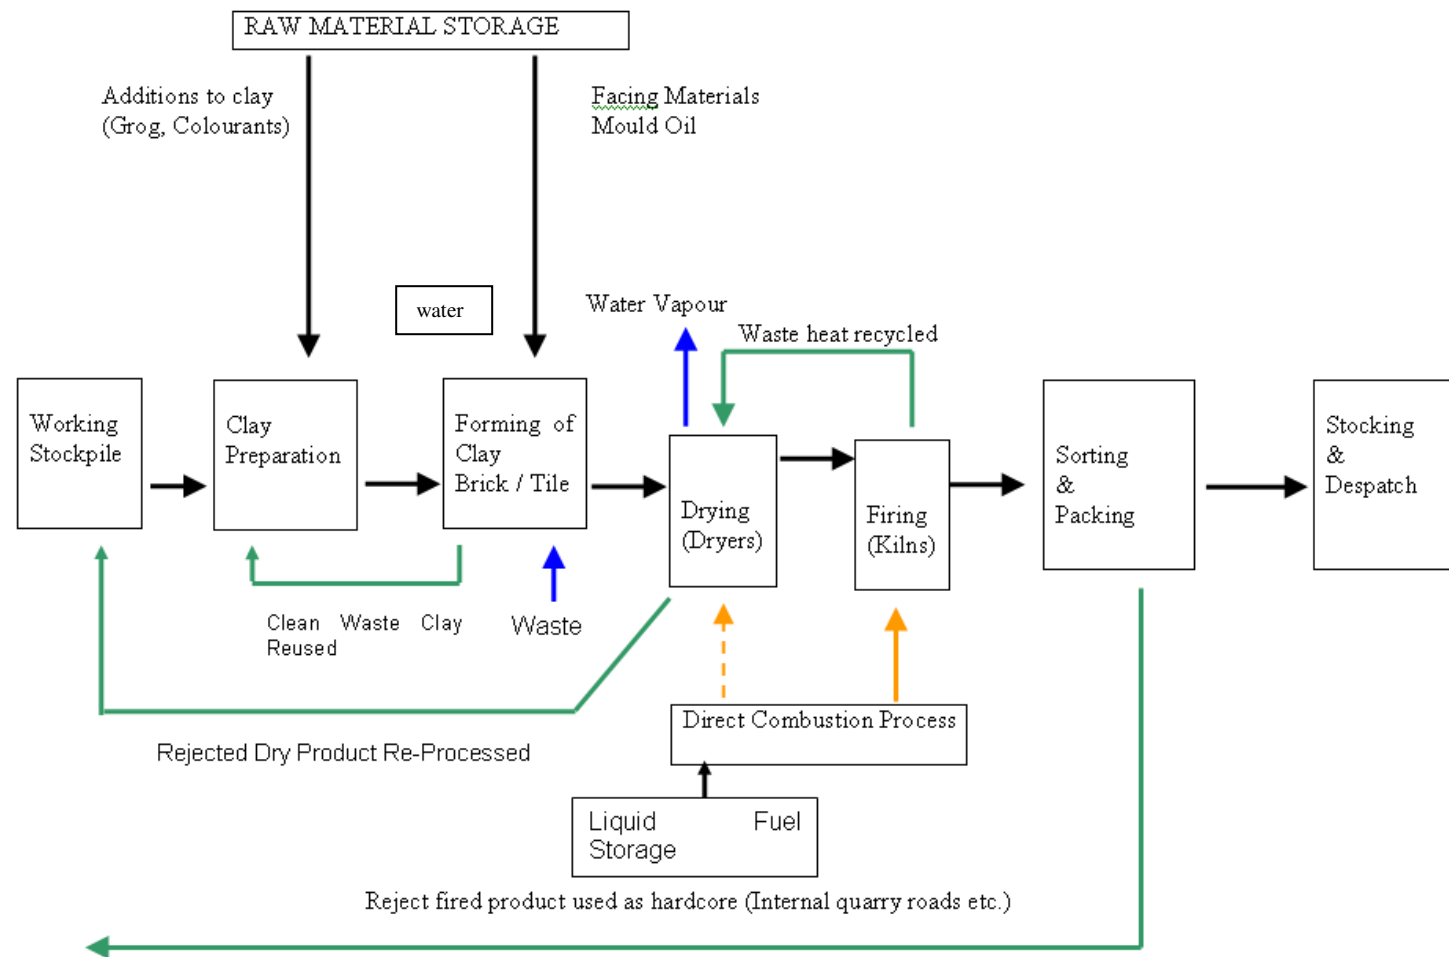 RAW MATERIAL STORAGE
Additions to clay
(Grog, Colourants)
Facing Materials
Mould Oil
water
Water Vapour
Waste heat recycled
Working
Stockpile
Clay
Preparation
Forming of
Clay
Brick / Tile
Drying
(Dryers)
Firing
(Kilns)
Sorting
&
Packing
Stocking
&
Despatch
Clean Waste Clay
Reused
Waste
Rejected Dry Product Re-Processed
Direct Combustion Process
Liquid Fuel
Storage
Reject fired product used as hardcore (Internal quarry roads etc.)